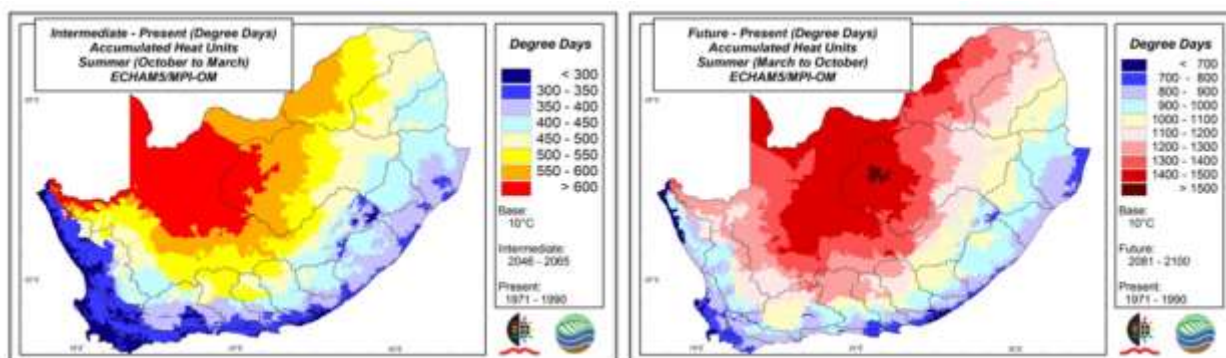 Intermediate - Present (Degree Days)
Accumulated Heat Units
Summer (October to March)
ECHAM5/MPI-OM
Degree Days
< 300
300 - 350
350 - 400
400 - 450
450 - 500
500 - 550
550 - 600
> 600
Base:
10°C
Intermediate:
2046 - 2065
Present:
1971 - 1990
Future - Present (Degree Days)
Accumulated Heat Units
Summer (March to October)
ECHAM5/MPI-OM
Degree Days
< 700
700 - 800
800 - 900
900 - 1000
1000 - 1100
1100 - 1200
1200 - 1300
1300 - 1400
1400 - 1500
> 1500
Base:
10°C
Future:
2081 - 2100
Present:
1971 - 1990